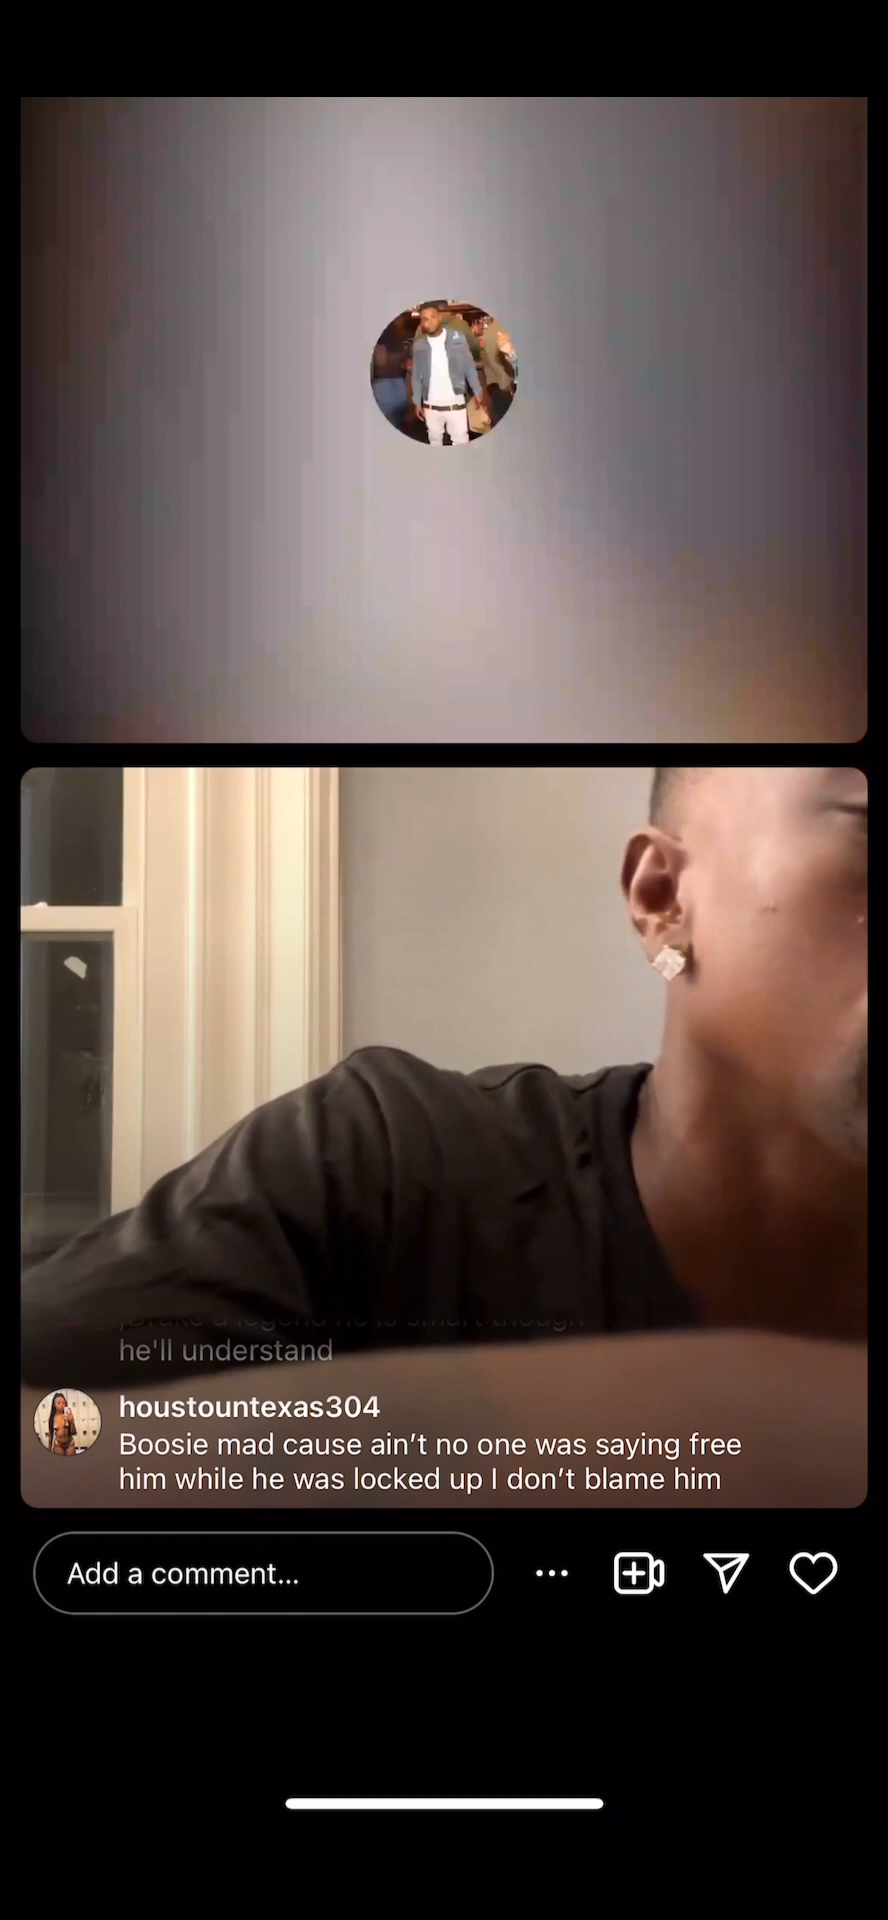 he'll understand
houstountexas304
Boosie mad cause ain’t no one was saying free
him while he was locked up I don’t blame him
Add a comment...